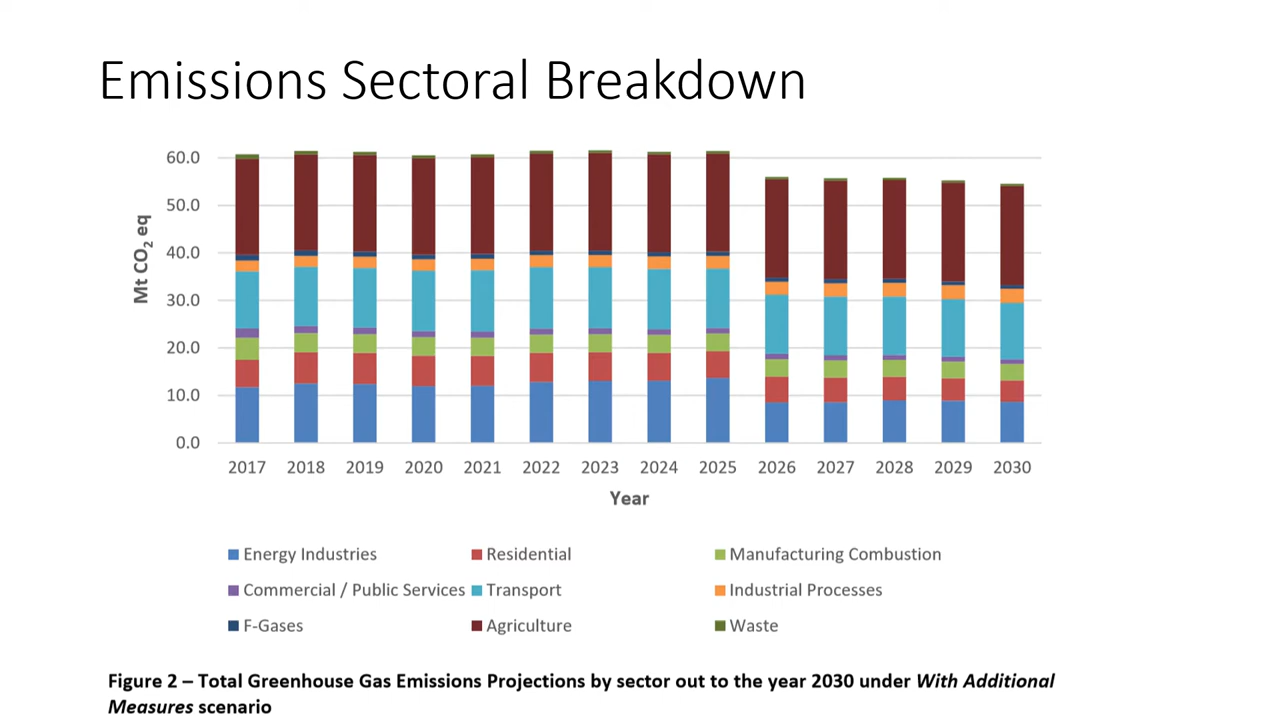 Emissions Sectoral Breakdown
60.0
50.0
40.0
30.0
20.0
10.0
0.0
Mt CO₂ eq
2017 2018 2019 2020 2021 2022 2023 2024 2025 2026 2027 2028 2029 2030
Year
Energy Industries Residential Manufacturing Combustion
Commercial / Public Services Transport Industrial Processes
F-Gases Agriculture Waste
Figure 2 – Total Greenhouse Gas Emissions Projections by sector out to the year 2030 under With Additional
Measures scenario